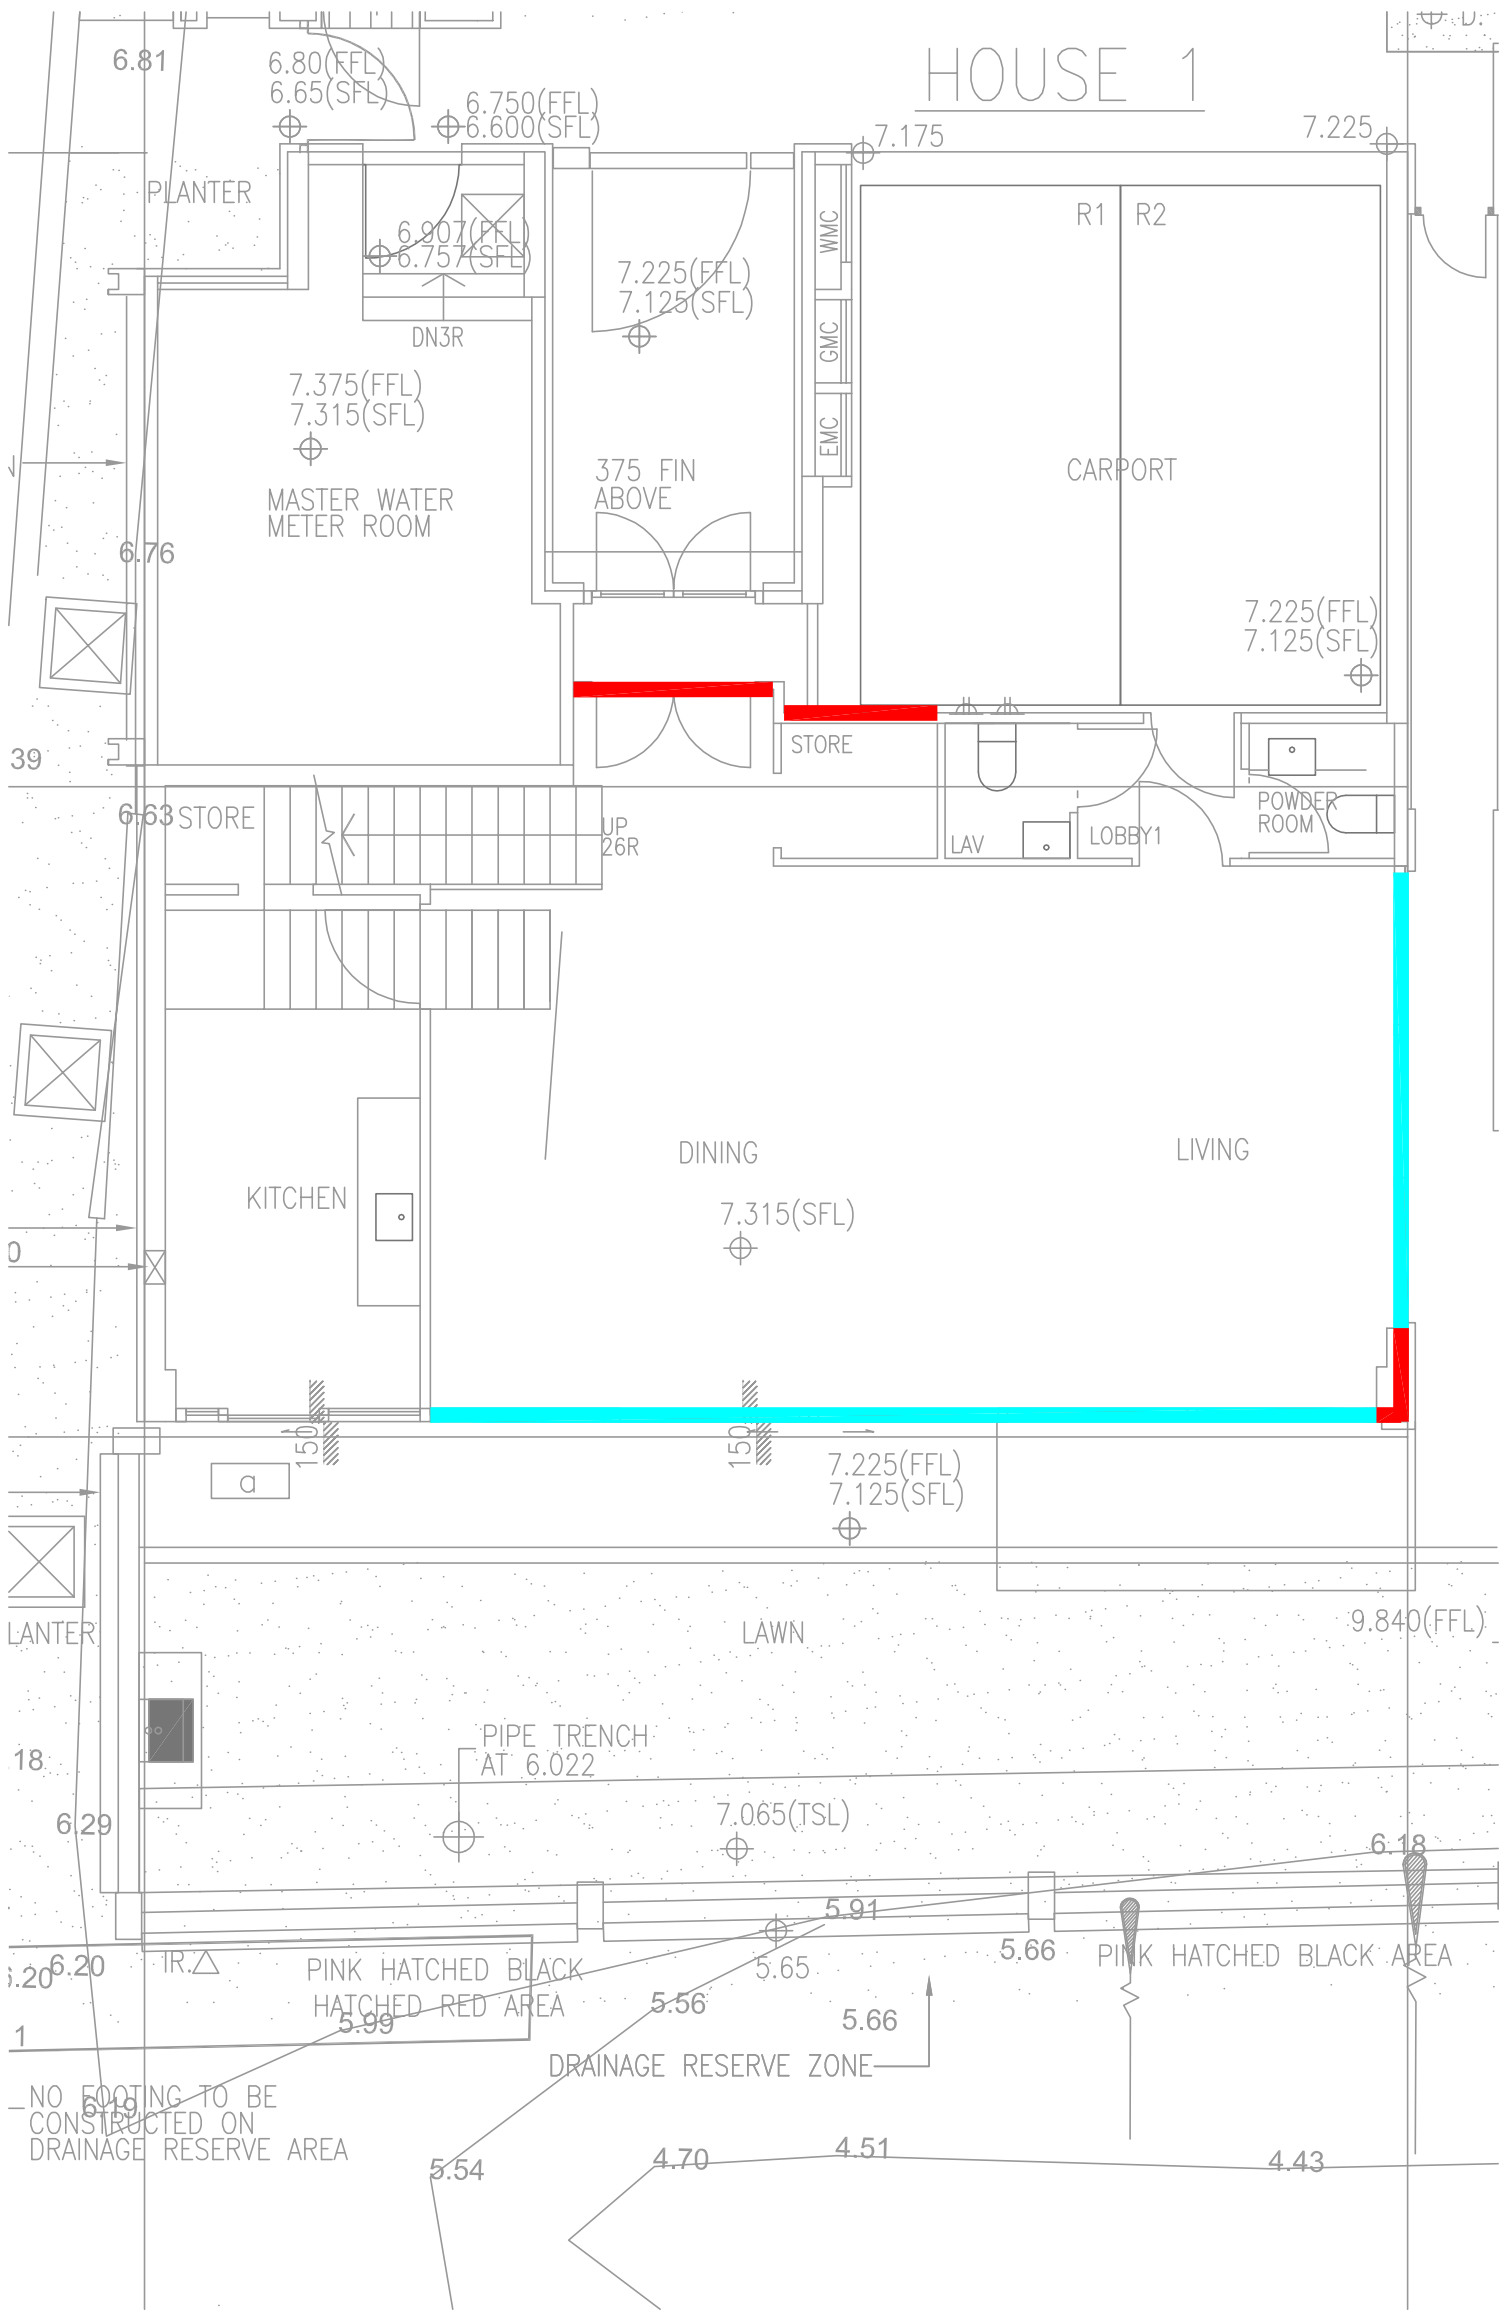 HOUSE 1
6.81
6.80(FFL)
6.65(SFL)
6.750(FFL)
6.600(SFL)
7.175
7.225
PLANTER
R1
R2
WMC
6.907(FFL)
6.757(SFL)
7.225(FFL)
7.125(SFL)
DN3R
GMC
7.375(FFL)
7.315(SFL)
EMC
375 FIN
ABOVE
CARPORT
MASTER WATER
METER ROOM
6.76
7.225(FFL)
7.125(SFL)
STORE
39
POWDER
ROOM
6.63
STORE
UP
26R
LAV
LOBBY1
DINING
LIVING
KITCHEN
7.315(SFL)
0
150
150
a
7.225(FFL)
7.125(SFL)
LANTER
LAWN
9.840(FFL)
PIPE TRENCH
AT 6.022
18
7.065(TSL)
6.29
6.18
5.91
5.66
PINK HATCHED BLACK AREA
6.20
6.20
TR.
PINK HATCHED BLACK
HATCHED RED AREA
5.65
5.56
5.66
5.99
1
DRAINAGE RESERVE ZONE
NO FOOTING TO BE
CONSTRUCTED ON
DRAINAGE RESERVE AREA
6.19
5.54
4.70
4.51
4.43